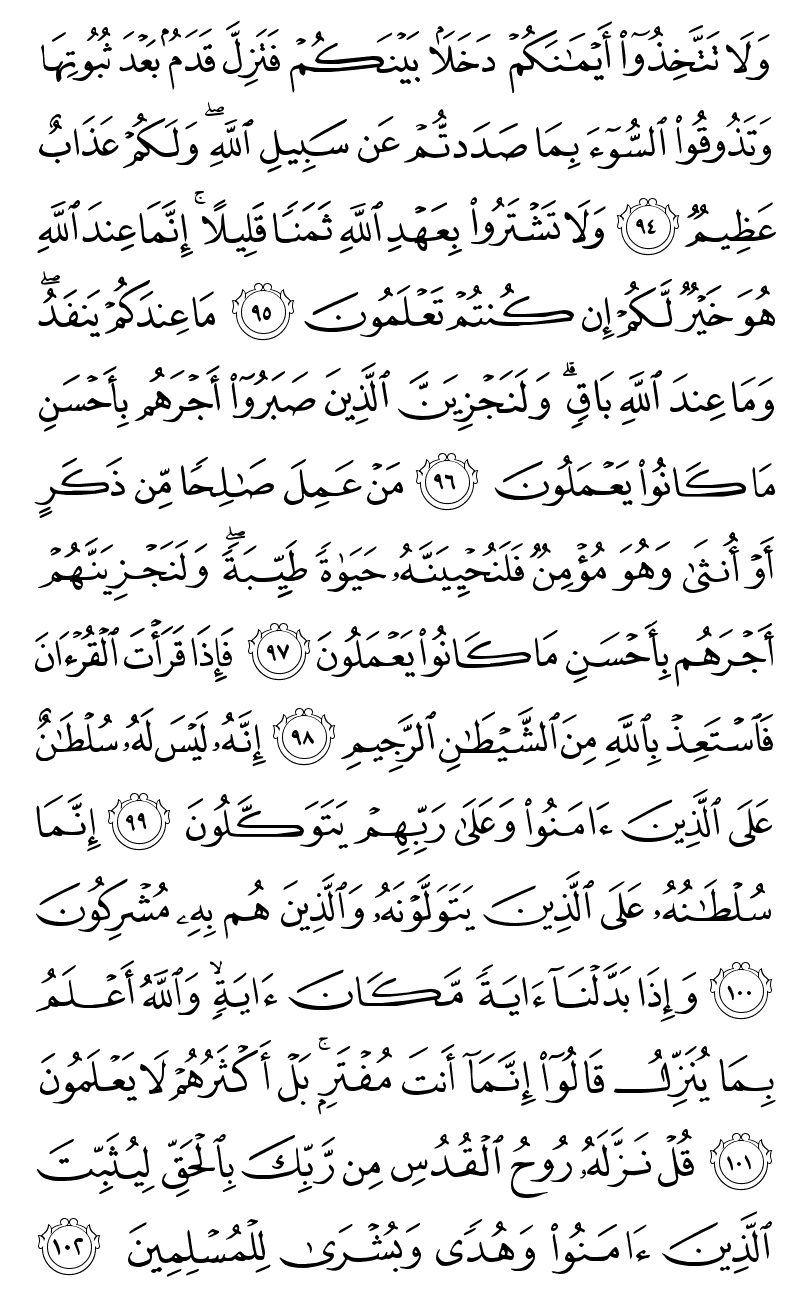 وَلَا تَتَّخِذُوٓا۟ أَيْمَٰنَكُمْ دَخَلًۢا بَيْنَكُمْ فَتَزِلَّ قَدَمٌۢ بَعْدَ ثُبُوتِهَا
وَتَذُوقُوا۟ ٱلسُّوٓءَ بِمَا صَدَدتُّمْ عَن سَبِيلِ ٱللَّهِ ۖ وَلَكُمْ عَذَابٌ
عَظِيمٌ ٩٤ وَلَا تَشْتَرُوا۟ بِعَهْدِ ٱللَّهِ ثَمَنًا قَلِيلًا ۚ إِنَّمَا عِندَ ٱللَّهِ
هُوَ خَيْرٌ لَّكُمْ إِن كُنتُمْ تَعْلَمُونَ ٩٥ مَا عِندَكُمْ يَنفَدُ ۖ
وَمَا عِندَ ٱللَّهِ بَاقٍ ۗ وَلَنَجْزِيَنَّ ٱلَّذِينَ صَبَرُوٓا۟ أَجْرَهُم بِأَحْسَنِ
مَا كَانُوا۟ يَعْمَلُونَ ٩٦ مَنْ عَمِلَ صَٰلِحًا مِّن ذَكَرٍ
أَوْ أُنثَىٰ وَهُوَ مُؤْمِنٌ فَلَنُحْيِيَنَّهُۥ حَيَوٰةً طَيِّبَةً ۖ وَلَنَجْزِيَنَّهُمْ
أَجْرَهُم بِأَحْسَنِ مَا كَانُوا۟ يَعْمَلُونَ ٩٧ فَإِذَا قَرَأْتَ ٱلْقُرْءَانَ
فَٱسْتَعِذْ بِٱللَّهِ مِنَ ٱلشَّيْطَٰنِ ٱلرَّجِيمِ ٩٨ إِنَّهُۥ لَيْسَ لَهُۥ سُلْطَٰنٌ
عَلَى ٱلَّذِينَ ءَامَنُوا۟ وَعَلَىٰ رَبِّهِمْ يَتَوَكَّلُونَ ٩٩ إِنَّمَا
سُلْطَٰنُهُۥ عَلَى ٱلَّذِينَ يَتَوَلَّوْنَهُۥ وَٱلَّذِينَ هُم بِهِۦ مُشْرِكُونَ
١٠٠ وَإِذَا بَدَّلْنَآ ءَايَةً مَّكَانَ ءَايَةٍ ۙ وَٱللَّهُ أَعْلَمُ
بِمَا يُنَزِّلُ قَالُوٓا۟ إِنَّمَآ أَنتَ مُفْتَرٍۭ ۚ بَلْ أَكْثَرُهُمْ لَا يَعْلَمُونَ
١٠١ قُلْ نَزَّلَهُۥ رُوحُ ٱلْقُدُسِ مِن رَّبِّكَ بِٱلْحَقِّ لِيُثَبِّتَ
ٱلَّذِينَ ءَامَنُوا۟ وَهُدًى وَبُشْرَىٰ لِلْمُسْلِمِينَ ١٠٢